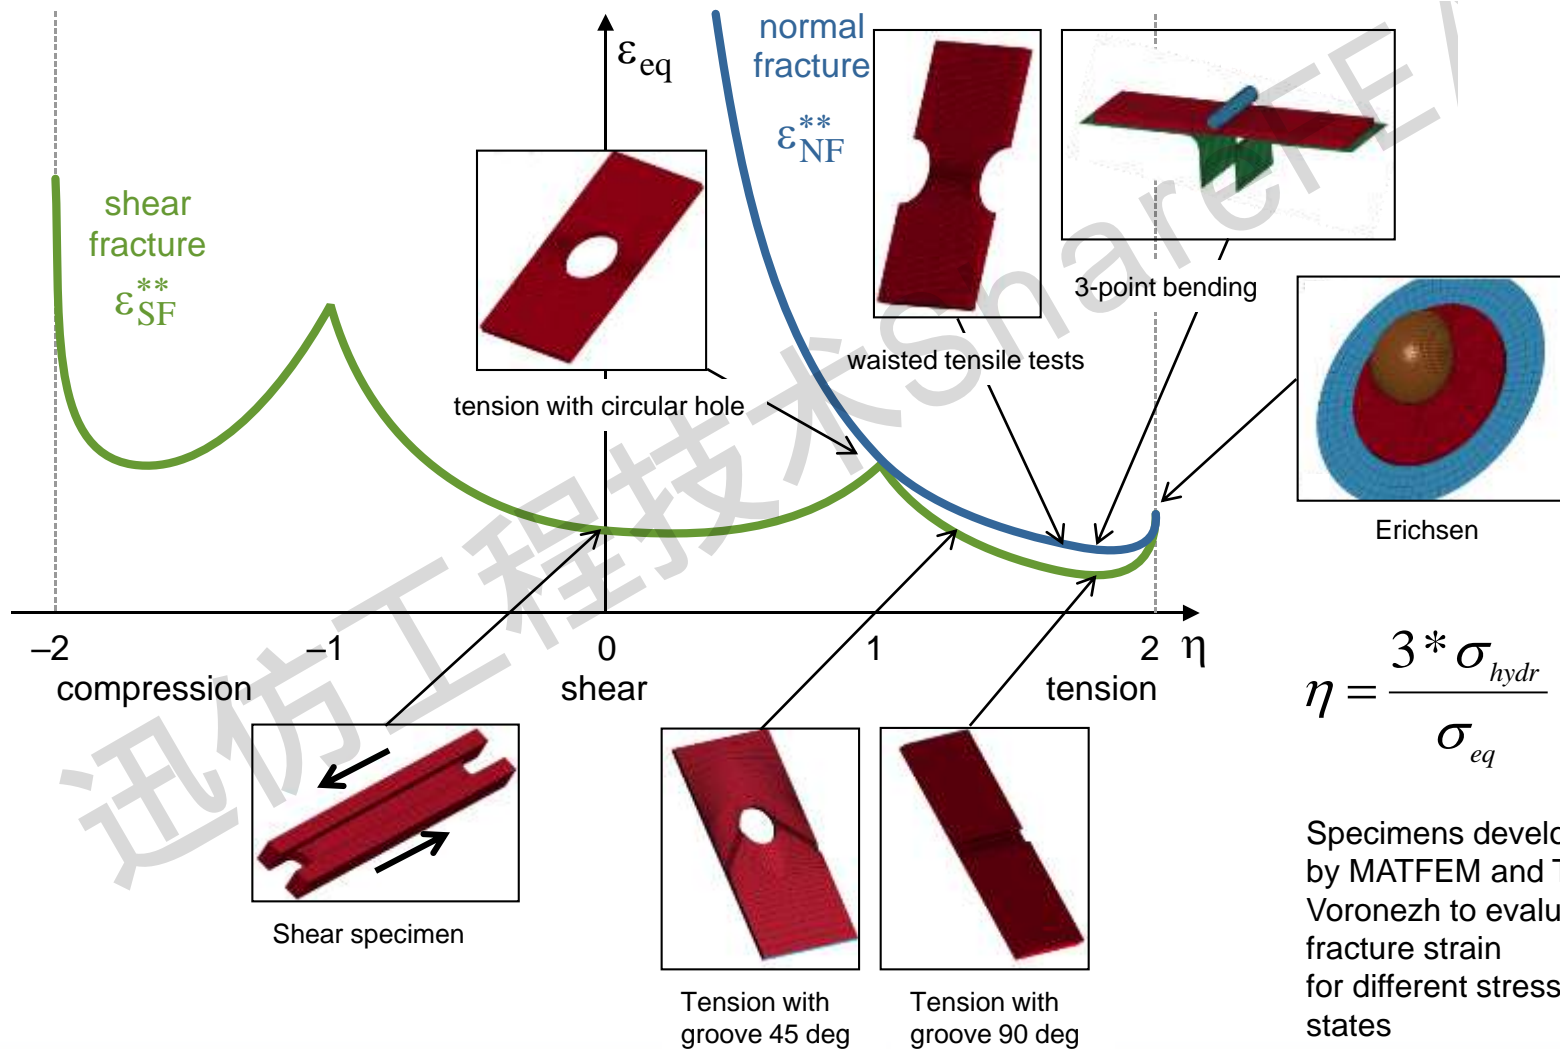 ε_eq
normal
fracture
ε_NF^**
shear
fracture
ε_SF^**
3-point bending
waisted tensile tests
tension with circular hole
Erichsen
–2
–1
0
1
2 η
compression
shear
tension
η = 3 * σ_hydr / σ_eq
Shear specimen
Tension with
groove 45 deg
Tension with
groove 90 deg
Specimens develo
by MATFEM and T
Voronezh to evalu
fracture strain
for different stress
states
迅仿工程技术ShareFEA